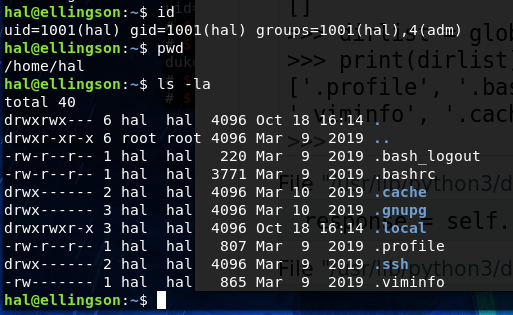 hal@ellingson:~$ id
uid=1001(hal) gid=1001(hal) groups=1001(hal),4(adm)
hal@ellingson:~$ pwd
/home/hal
hal@ellingson:~$ ls -la
total 40
drwxrwx--- 6 hal  hal  4096 Oct 18 16:14 .
drwxr-xr-x 6 root root 4096 Mar  9  2019 ..
-rw-r--r-- 1 hal  hal   220 Mar  9  2019 .bash_logout
-rw-r--r-- 1 hal  hal  3771 Mar  9  2019 .bashrc
drwx------ 2 hal  hal  4096 Mar 10  2019 .cache
drwx------ 3 hal  hal  4096 Mar 10  2019 .gnupg
drwxrwxr-x 3 hal  hal  4096 Oct 18 16:14 .local
-rw-r--r-- 1 hal  hal   807 Mar  9  2019 .profile
drwx------ 2 hal  hal  4096 Mar  9  2019 .ssh
-rw------- 1 hal  hal   865 Mar  9  2019 .viminfo
hal@ellingson:~$
[]
>>> print(dirlist)
['.profile', '.bas